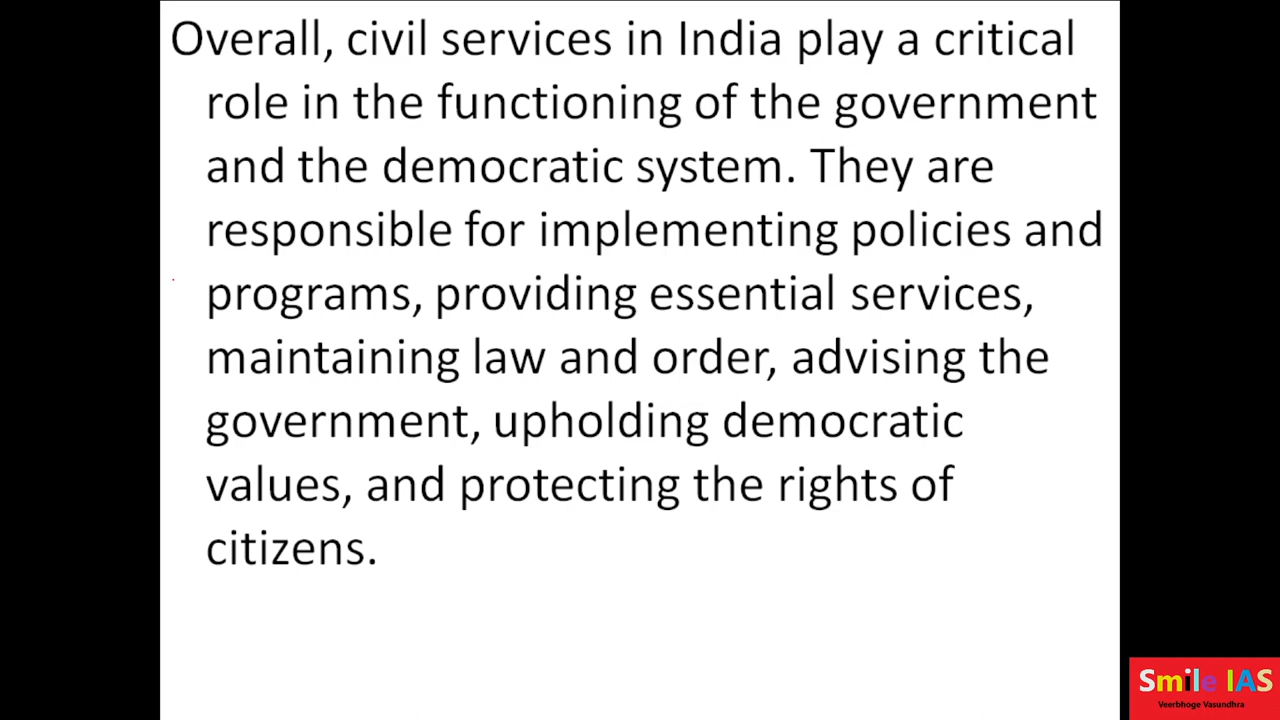 Overall, civil services in India play a critical
role in the functioning of the government
and the democratic system. They are
responsible for implementing policies and
programs, providing essential services,
maintaining law and order, advising the
government, upholding democratic
values, and protecting the rights of
citizens.
Smile IAS
Veerbhoge Vasundhra